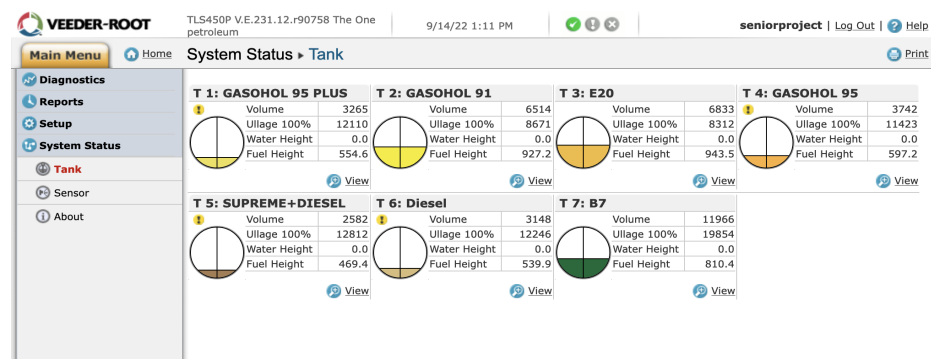 VEEDER-ROOT
TLS450P V.E.231.12.r90758 The One
petroleum
9/14/22 1:11 PM
seniorproject | Log Out | Help
Main Menu
Home
System Status ▸ Tank
Print
Diagnostics
Reports
Setup
System Status
Tank
Sensor
About
T 1: GASOHOL 95 PLUS
Volume 3265
Ullage 100% 12110
Water Height 0.0
Fuel Height 554.6
View
T 2: GASOHOL 91
Volume 6514
Ullage 100% 8671
Water Height 0.0
Fuel Height 927.2
View
T 3: E20
Volume 6833
Ullage 100% 8312
Water Height 0.0
Fuel Height 943.5
View
T 4: GASOHOL 95
Volume 3742
Ullage 100% 11423
Water Height 0.0
Fuel Height 597.2
View
T 5: SUPREME+DIESEL
Volume 2582
Ullage 100% 12812
Water Height 0.0
Fuel Height 469.4
View
T 6: Diesel
Volume 3148
Ullage 100% 12246
Water Height 0.0
Fuel Height 539.9
View
T 7: B7
Volume 11966
Ullage 100% 19854
Water Height 0.0
Fuel Height 810.4
View